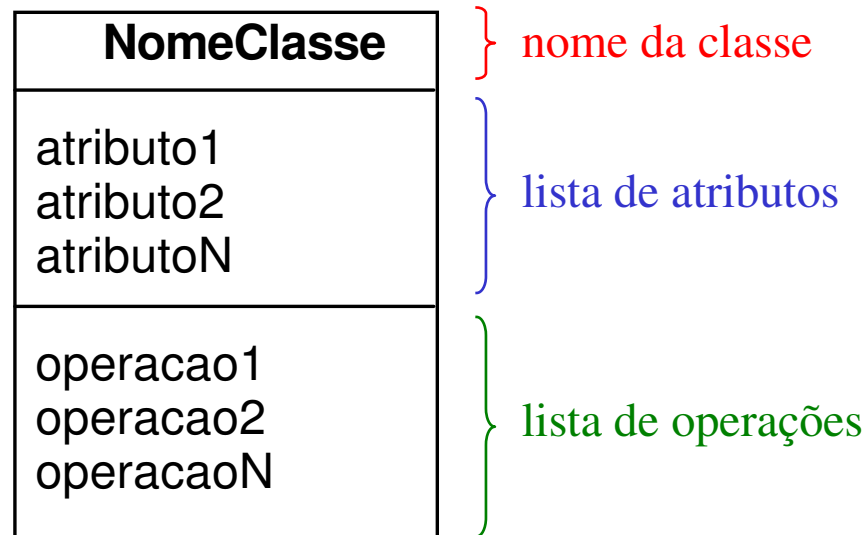 NomeClasse
nome da classe
atributo1
atributo2
atributoN
lista de atributos
operacao1
operacao2
operacaoN
lista de operações